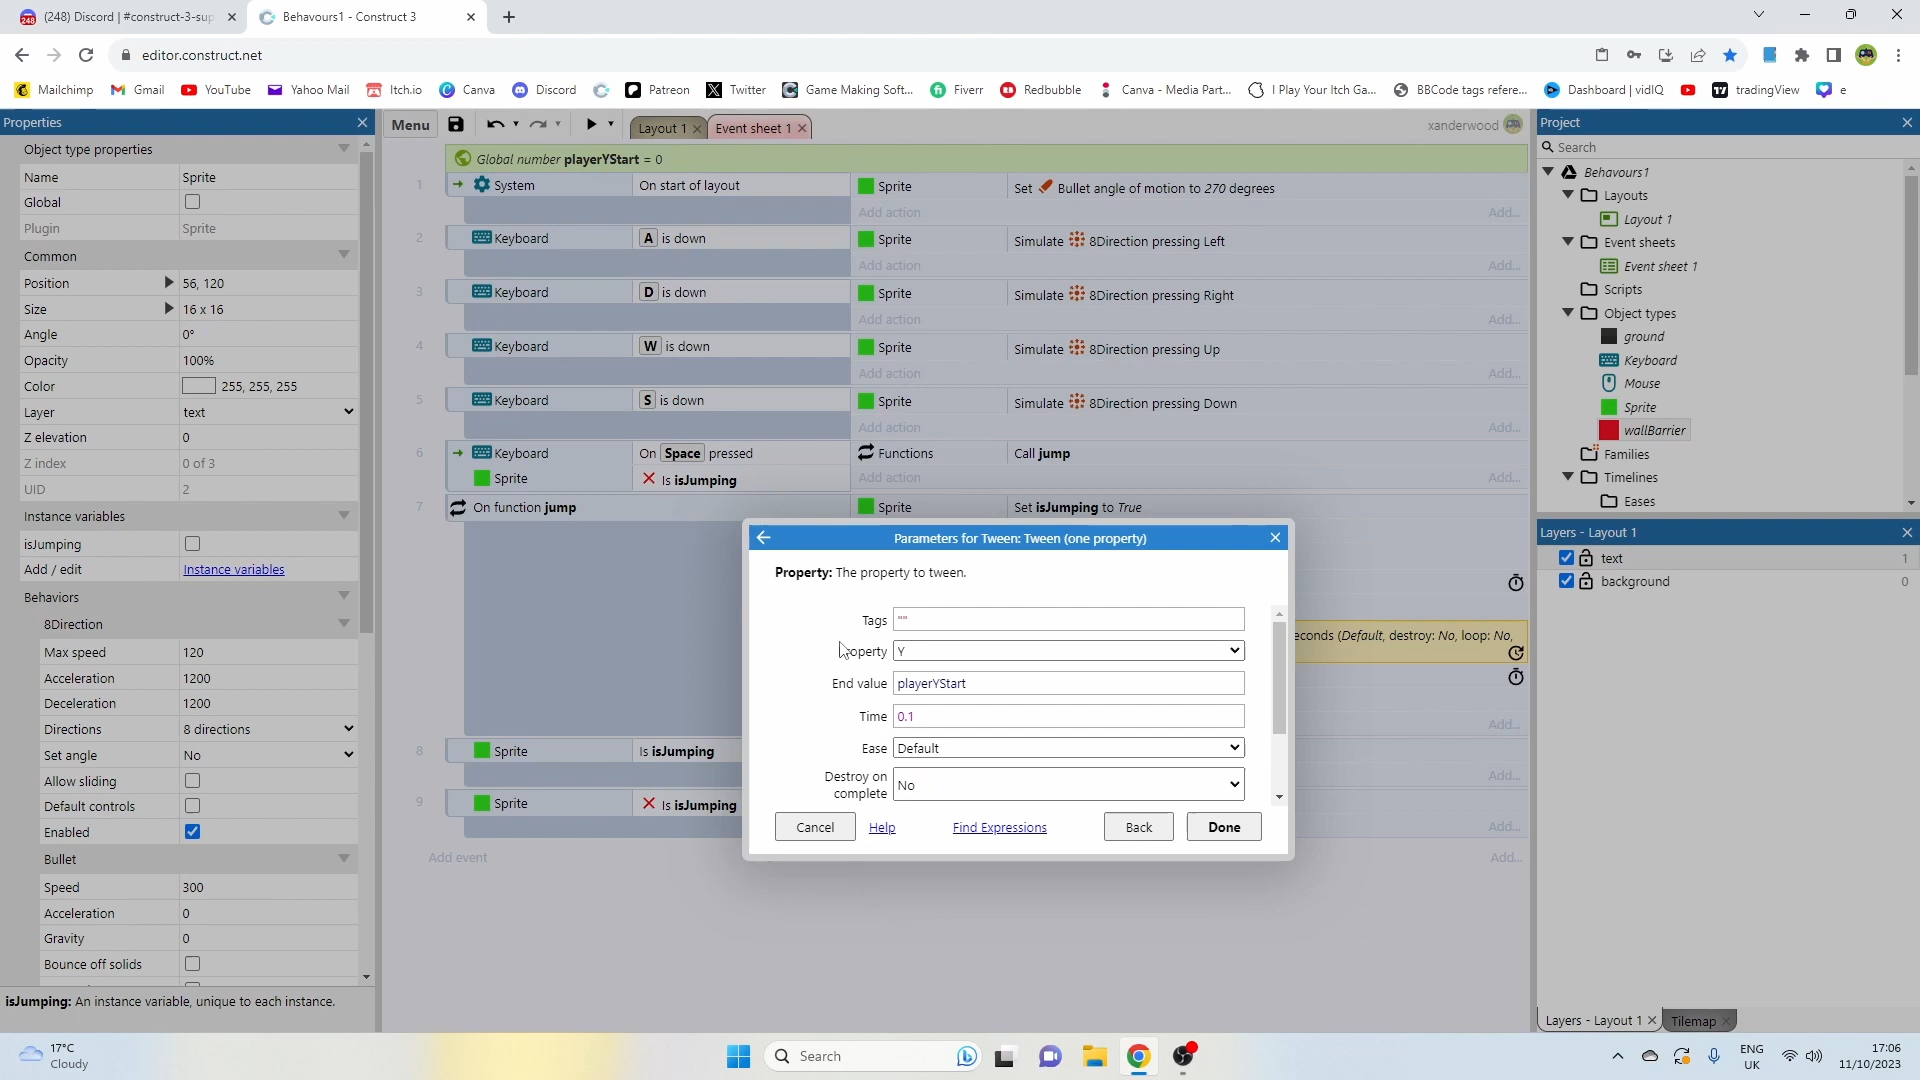 (248) Discord | #construct-3-sup
Behavours1 - Construct 3
editor.construct.net
Mailchimp
Gmail
YouTube
Yahoo Mail
Itch.io
Canva
Discord
Patreon
Twitter
Game Making Soft...
Fiverr
Redbubble
Canva - Media Part...
I Play Your Itch Ga...
BBCode tags refere...
Dashboard | vidIQ
tradingView
e
Properties
Menu
Layout 1
Event sheet 1
xanderwood
Project
Object type properties
Name Sprite
Global
Plugin Sprite
Common
Position 56, 120
Size 16 x 16
Angle 0°
Opacity 100%
Color 255, 255, 255
Layer text
Z elevation 0
Z index 0 of 3
UID 2
Instance variables
isJumping
Add / edit Instance variables
Behaviors
8Direction
Max speed 120
Acceleration 1200
Deceleration 1200
Directions 8 directions
Set angle No
Allow sliding
Default controls
Enabled
Bullet
Speed 300
Acceleration 0
Gravity 0
Bounce off solids
isJumping: An instance variable, unique to each instance.
Global number playerYStart = 0
1 System On start of layout Sprite Set Bullet angle of motion to 270 degrees
Add action Add...
2 Keyboard A is down Sprite Simulate 8Direction pressing Left
Add action Add...
3 Keyboard D is down Sprite Simulate 8Direction pressing Right
Add action Add...
4 Keyboard W is down Sprite Simulate 8Direction pressing Up
Add action Add...
5 Keyboard S is down Sprite Simulate 8Direction pressing Down
Add action Add...
6 Keyboard On Space pressed Functions Call jump
Sprite Is isJumping Add action Add...
7 On function jump Sprite Set isJumping to True
econds (Default, destroy: No, loop: No,
Add...
8 Sprite Is isJumping
Add...
9 Sprite Is isJumping
Add...
Add event Add...
Parameters for Tween: Tween (one property)
Property: The property to tween.
Tags ""
operty Y
End value playerYStart
Time 0.1
Ease Default
Destroy on
complete No
Cancel
Help
Find Expressions
Back
Done
Search
Behavours1
Layouts
Layout 1
Event sheets
Event sheet 1
Scripts
Object types
ground
Keyboard
Mouse
Sprite
wallBarrier
Families
Timelines
Eases
Layers - Layout 1
text 1
background 0
Layers - Layout 1
Tilemap
17°C
Cloudy
Search
ENG
UK
17:06
11/10/2023